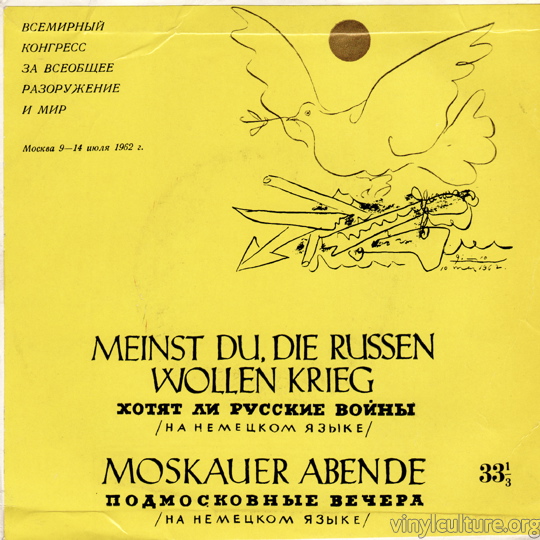 ВСЕМИРНЫЙ
КОНГРЕСС
ЗА ВСЕОБЩЕЕ
РАЗОРУЖЕНИЕ
И МИР
Москва 9—14 июля 1962 г.
MEINST DU, DIE RUSSEN
WOLLEN KRIEG
ХОТЯТ ЛИ РУССКИЕ ВОЙНЫ
/НА НЕМЕЦКОМ ЯЗЫКЕ/
MOSKAUER ABENDE
33⅓
ПОДМОСКОВНЫЕ ВЕЧЕРА
/НА НЕМЕЦКОМ ЯЗЫКЕ/
vinylculture.org